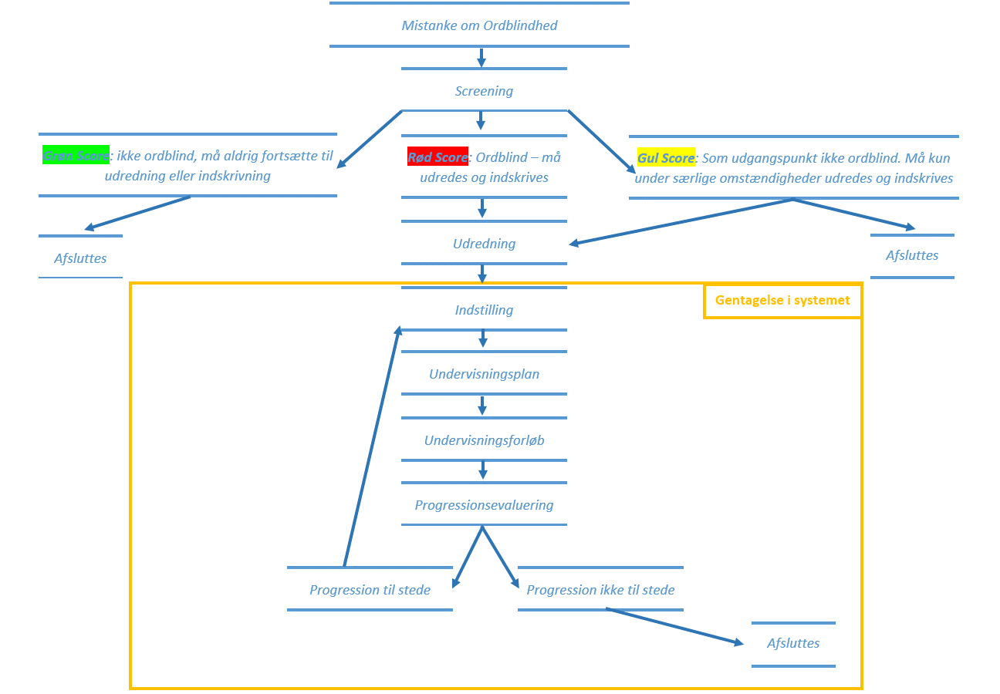 Mistanke om Ordblindhed
Screening
Grøn Score: ikke ordblind, må aldrig fortsætte til
udredning eller indskrivning
Rød Score: Ordblind – må
udredes og indskrives
Gul Score: Som udgangspunkt ikke ordblind. Må kun
under særlige omstændigheder udredes og indskrives
Afsluttes
Udredning
Afsluttes
Gentagelse i systemet
Indstilling
Undervisningsplan
Undervisningsforløb
Progressionsevaluering
Progression til stede
Progression ikke til stede
Afsluttes